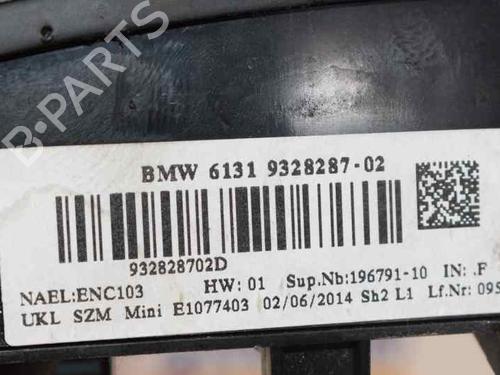 BMW 6131 9328287-02
932828702D
NAEL:ENC103 HW: 01 Sup.Nb:196791-10 IN: .F
UKL SZM Mini E1077403 02/06/2014 Sh2 L1 Lf.Nr: 095
B-PARTS